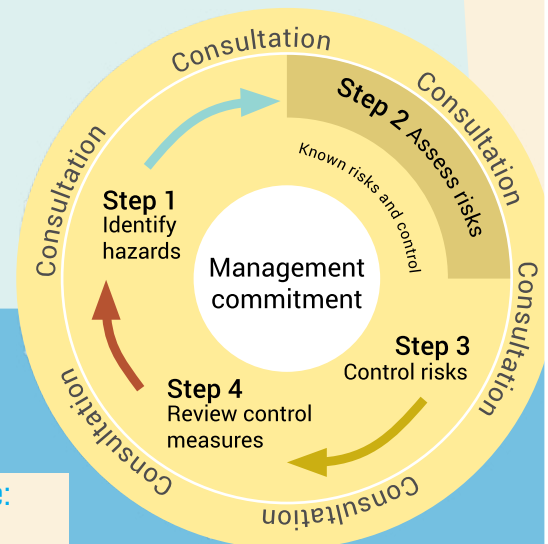 Consultation
Consultation
Consultation
Consultation
Consultation
Consultation
Consultation
Step 1
Identify
hazards
Step 2 Assess risks
Known risks and control
Management
commitment
Step 3
Control risks
Step 4
Review control
measures
e: